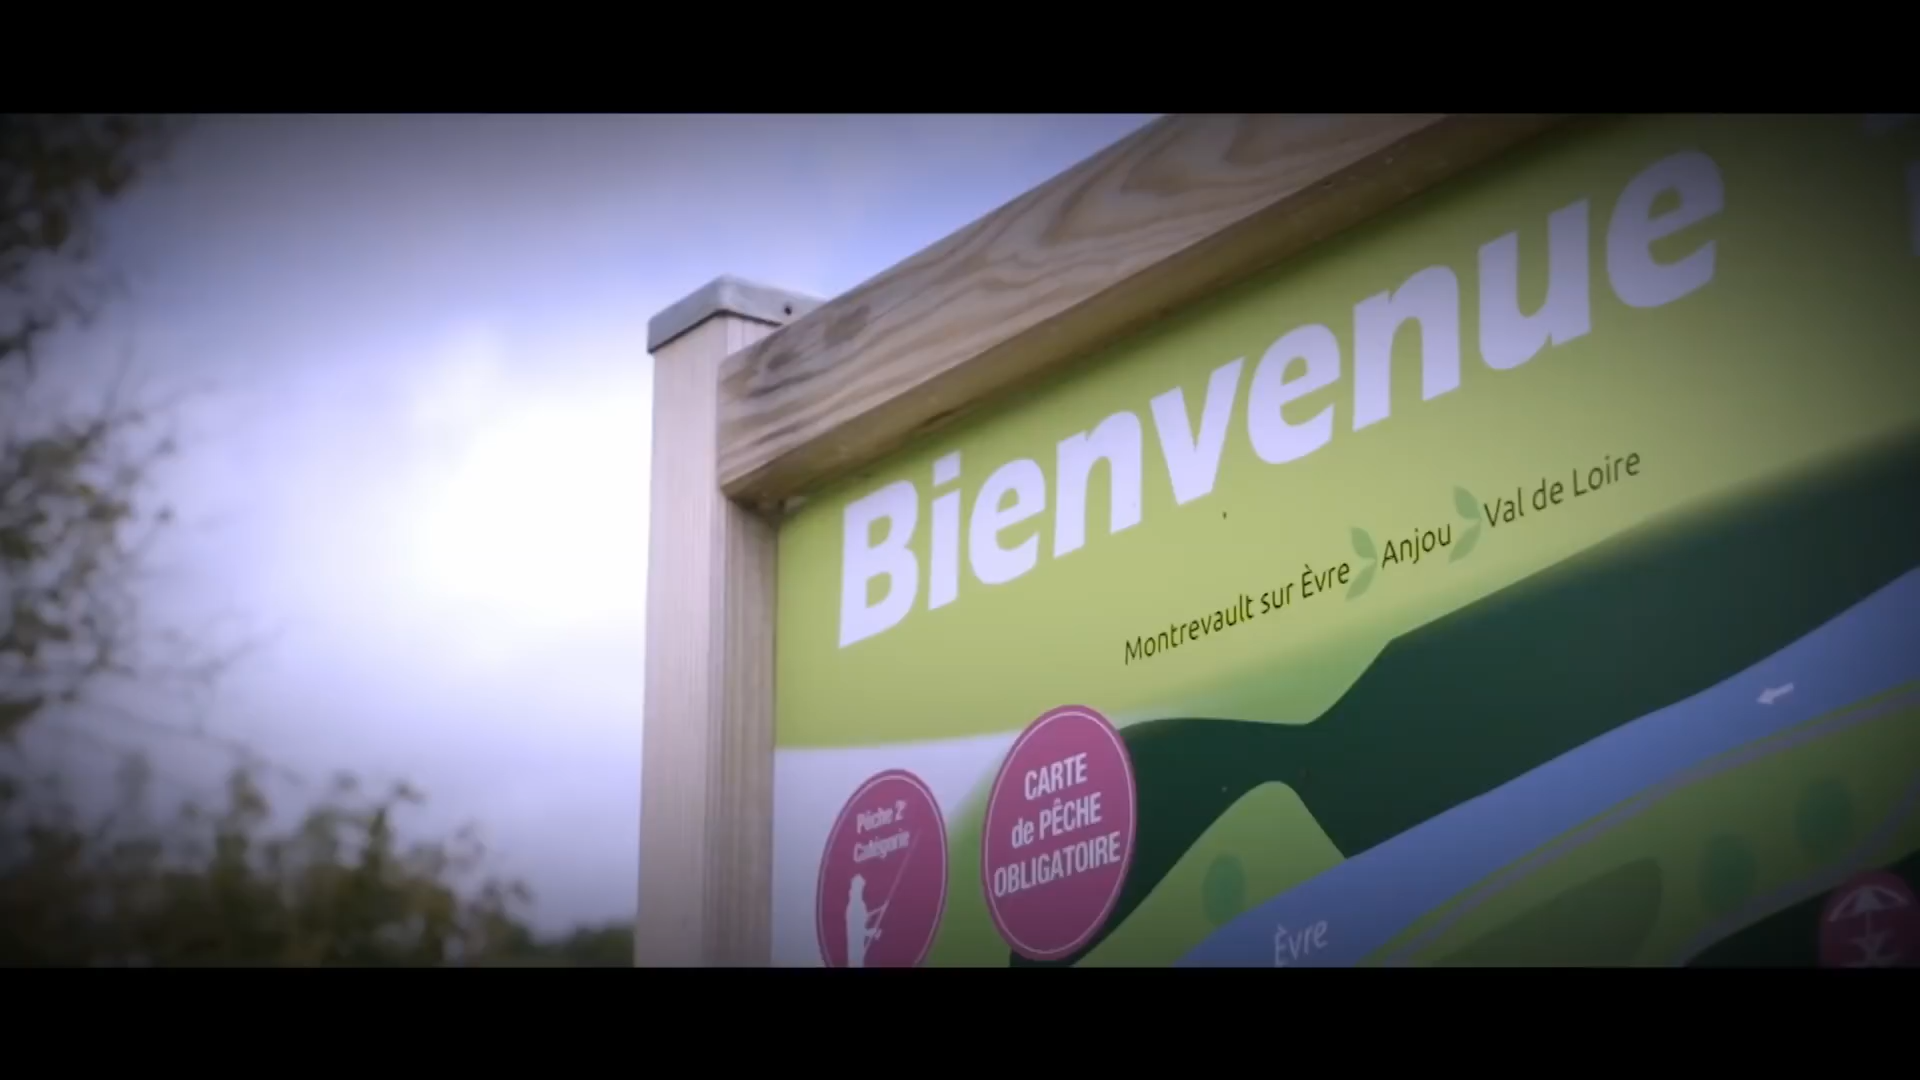 Bienvenue
Montrevault sur Èvre Anjou Val de Loire
Pêche 2e
Catégorie
CARTE
de PÊCHE
OBLIGATOIRE
Èvre